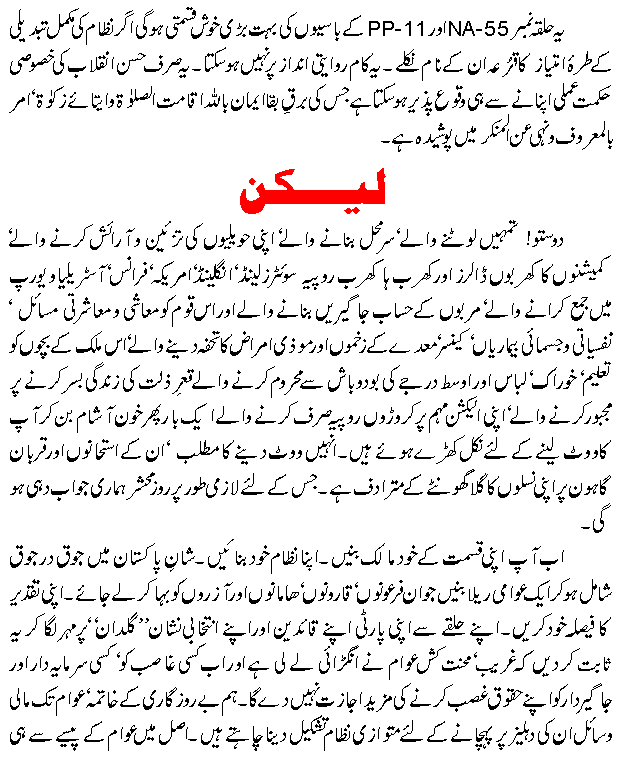 یہ حلقہ نمبر NA-55 اور PP-11 کے باسیوں کی بہت بڑی خوش قسمتی ہوگی اگر نظام کی مکمل تبدیلی
کے طرۂ امتیاز کا قرعہ ان کے نام نکلے۔ یہ کام روایتی انداز پر نہیں ہوسکتا۔ یہ صرف حسن انقلاب کی خصوصی
حکمت عملی اپنانے سے ہی وقوع پذیر ہوسکتا ہے جس کی برقِ بقا ایمان باللہ اقامت الصلوٰۃ و ایتائے زکوٰۃ‘ امر
بالمعروف و نہی عن المنکر میں پوشیدہ ہے۔
لیکن
دوستو! تمہیں لوٹنے والے‘ سرمحل بنانے والے‘ اپنی حویلیوں کی تزئین و آرائش کرنے والے‘
کمیشنوں کا کھربوں ڈالرز اور کھرب ہا کھرب روپیہ سوئٹزرلینڈ‘ انگلینڈ‘ امریکہ‘ فرانس‘ آسٹریلیا و یورپ
میں جمع کرانے والے‘ مربوں کے حساب جاگیریں بنانے والے اور اس قوم کو معاشی و معاشرتی مسائل ‘
نفسیاتی و جسمائی بیماریاں‘ کینسر‘ معدے کے زخموں اور موذی امراض کا تحفہ دینے والے‘ اس ملک کے بچوں کو
تعلیم‘ خوراک‘ لباس اور اوسط درجے کی بودوباش سے محروم کرنے والے قعرِ ذلت کی زندگی بسر کرنے پر
مجبور کرنے والے‘ اپنی الیکشن مہم پر کروڑوں روپیہ صرف کرنے والے ایک بار پھر خون آشام بن کر آپ
کا ووٹ لینے کے لئے نکل کھڑے ہوئے ہیں۔ انہیں ووٹ دینے کا مطلب ‘ ان کے استھانوں اور قربان
گاہون پر اپنی نسلوں کا گلا گھونٹنے کے مترادف ہے۔ جس کے لئے لازمی طور پر روز محشر ہماری جواب دہی ہو
گی۔
اب آپ اپنی قسمت کے خود مالک بنیں۔ اپنا نظام خود بنائیں۔ شانِ پاکستان میں جوق در جوق
شامل ہوکر ایک عوامی ریلا بنیں جو ان فرعونوں‘ قارونوں‘ ھامانوں اور آزروں کو بہا کر لے جائے۔ اپنی تقدیر
کا فیصلہ خود کریں۔ اپنے حلقے سے اپنی پارٹی اپنے قائدین اور اپنے انتخابی نشان ’’گلدان‘‘ پر مہر لگا کر یہ
ثابت کردیں کہ غریب‘ محنت کش عوام نے انگڑائی لے لی ہے اور اب کسی غاصب کو‘ کسی سرمایہ دار اور
جاگیردار کو اپنے حقوق غصب کرنے کی مزید اجازت نہیں دے گا۔ ہم بے روزگاری کے خاتمہ‘ عوام تک مالی
وسائل ان کی دہلیز پر پہچانے کے لئے متوازی نظام تشکیل دینا چاہتے ہیں۔ اصل میں عوام کے پیسے سے ہی